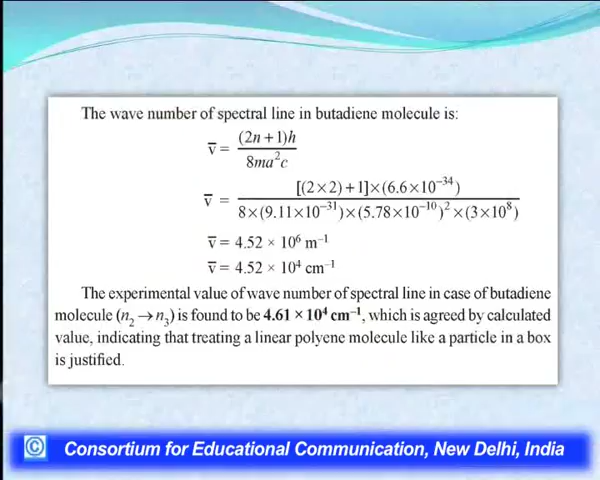 The wave number of spectral line in butadiene molecule is:
v̅ = (2n + 1)h / 8ma²c
v̅ = [(2×2) + 1]×(6.6×10⁻³⁴) / 8×(9.11×10⁻³¹)×(5.78×10⁻¹⁰)²×(3×10⁸)
v̅ = 4.52 × 10⁶ m⁻¹
v̅ = 4.52 × 10⁴ cm⁻¹
The experimental value of wave number of spectral line in case of butadiene
molecule (n₂ → n₃) is found to be 4.61 × 10⁴ cm⁻¹, which is agreed by calculated
value, indicating that treating a linear polyene molecule like a particle in a box
is justified.
© Consortium for Educational Communication, New Delhi, India